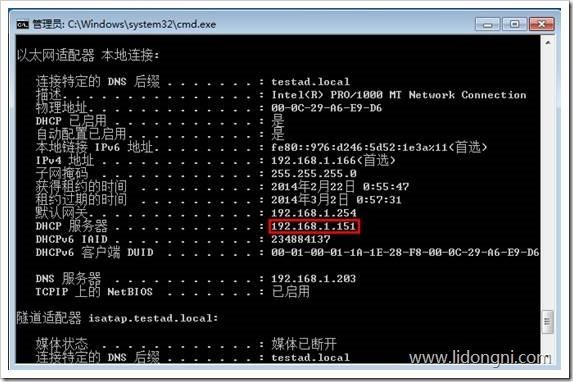 管理员: C:\Windows\system32\cmd.exe
以太网适配器 本地连接:
连接特定的 DNS 后缀 . . . . . . . : testad.local
描述. . . . . . . . . . . . . . . : Intel(R) PRO/1000 MT Network Connection
物理地址. . . . . . . . . . . . . : 00-0C-29-A6-E9-D6
DHCP 已启用 . . . . . . . . . . . : 是
自动配置已启用. . . . . . . . . . : 是
本地链接 IPv6 地址. . . . . . . . : fe80::976:d246:5d52:1e3a%11(首选)
IPv4 地址 . . . . . . . . . . . . : 192.168.1.166(首选)
子网掩码 . . . . . . . . . . . . : 255.255.255.0
获得租约的时间 . . . . . . . . . : 2014年2月22日 0:55:47
租约过期的时间 . . . . . . . . . : 2014年3月2日 0:57:31
默认网关. . . . . . . . . . . . . : 192.168.1.254
DHCP 服务器 . . . . . . . . . . . : 192.168.1.151
DHCPv6 IAID . . . . . . . . . . . : 234884137
DHCPv6 客户端 DUID . . . . . . . : 00-01-00-01-1A-1E-28-F8-00-0C-29-A6-E9-D6
DNS 服务器 . . . . . . . . . . . : 192.168.1.203
TCPIP 上的 NetBIOS . . . . . . . : 已启用
隧道适配器 isatap.testad.local:
媒体状态 . . . . . . . . . . . . : 媒体已断开
连接特定的 DNS 后缀 . . . . . . . : testad.local
www.lidongni.com